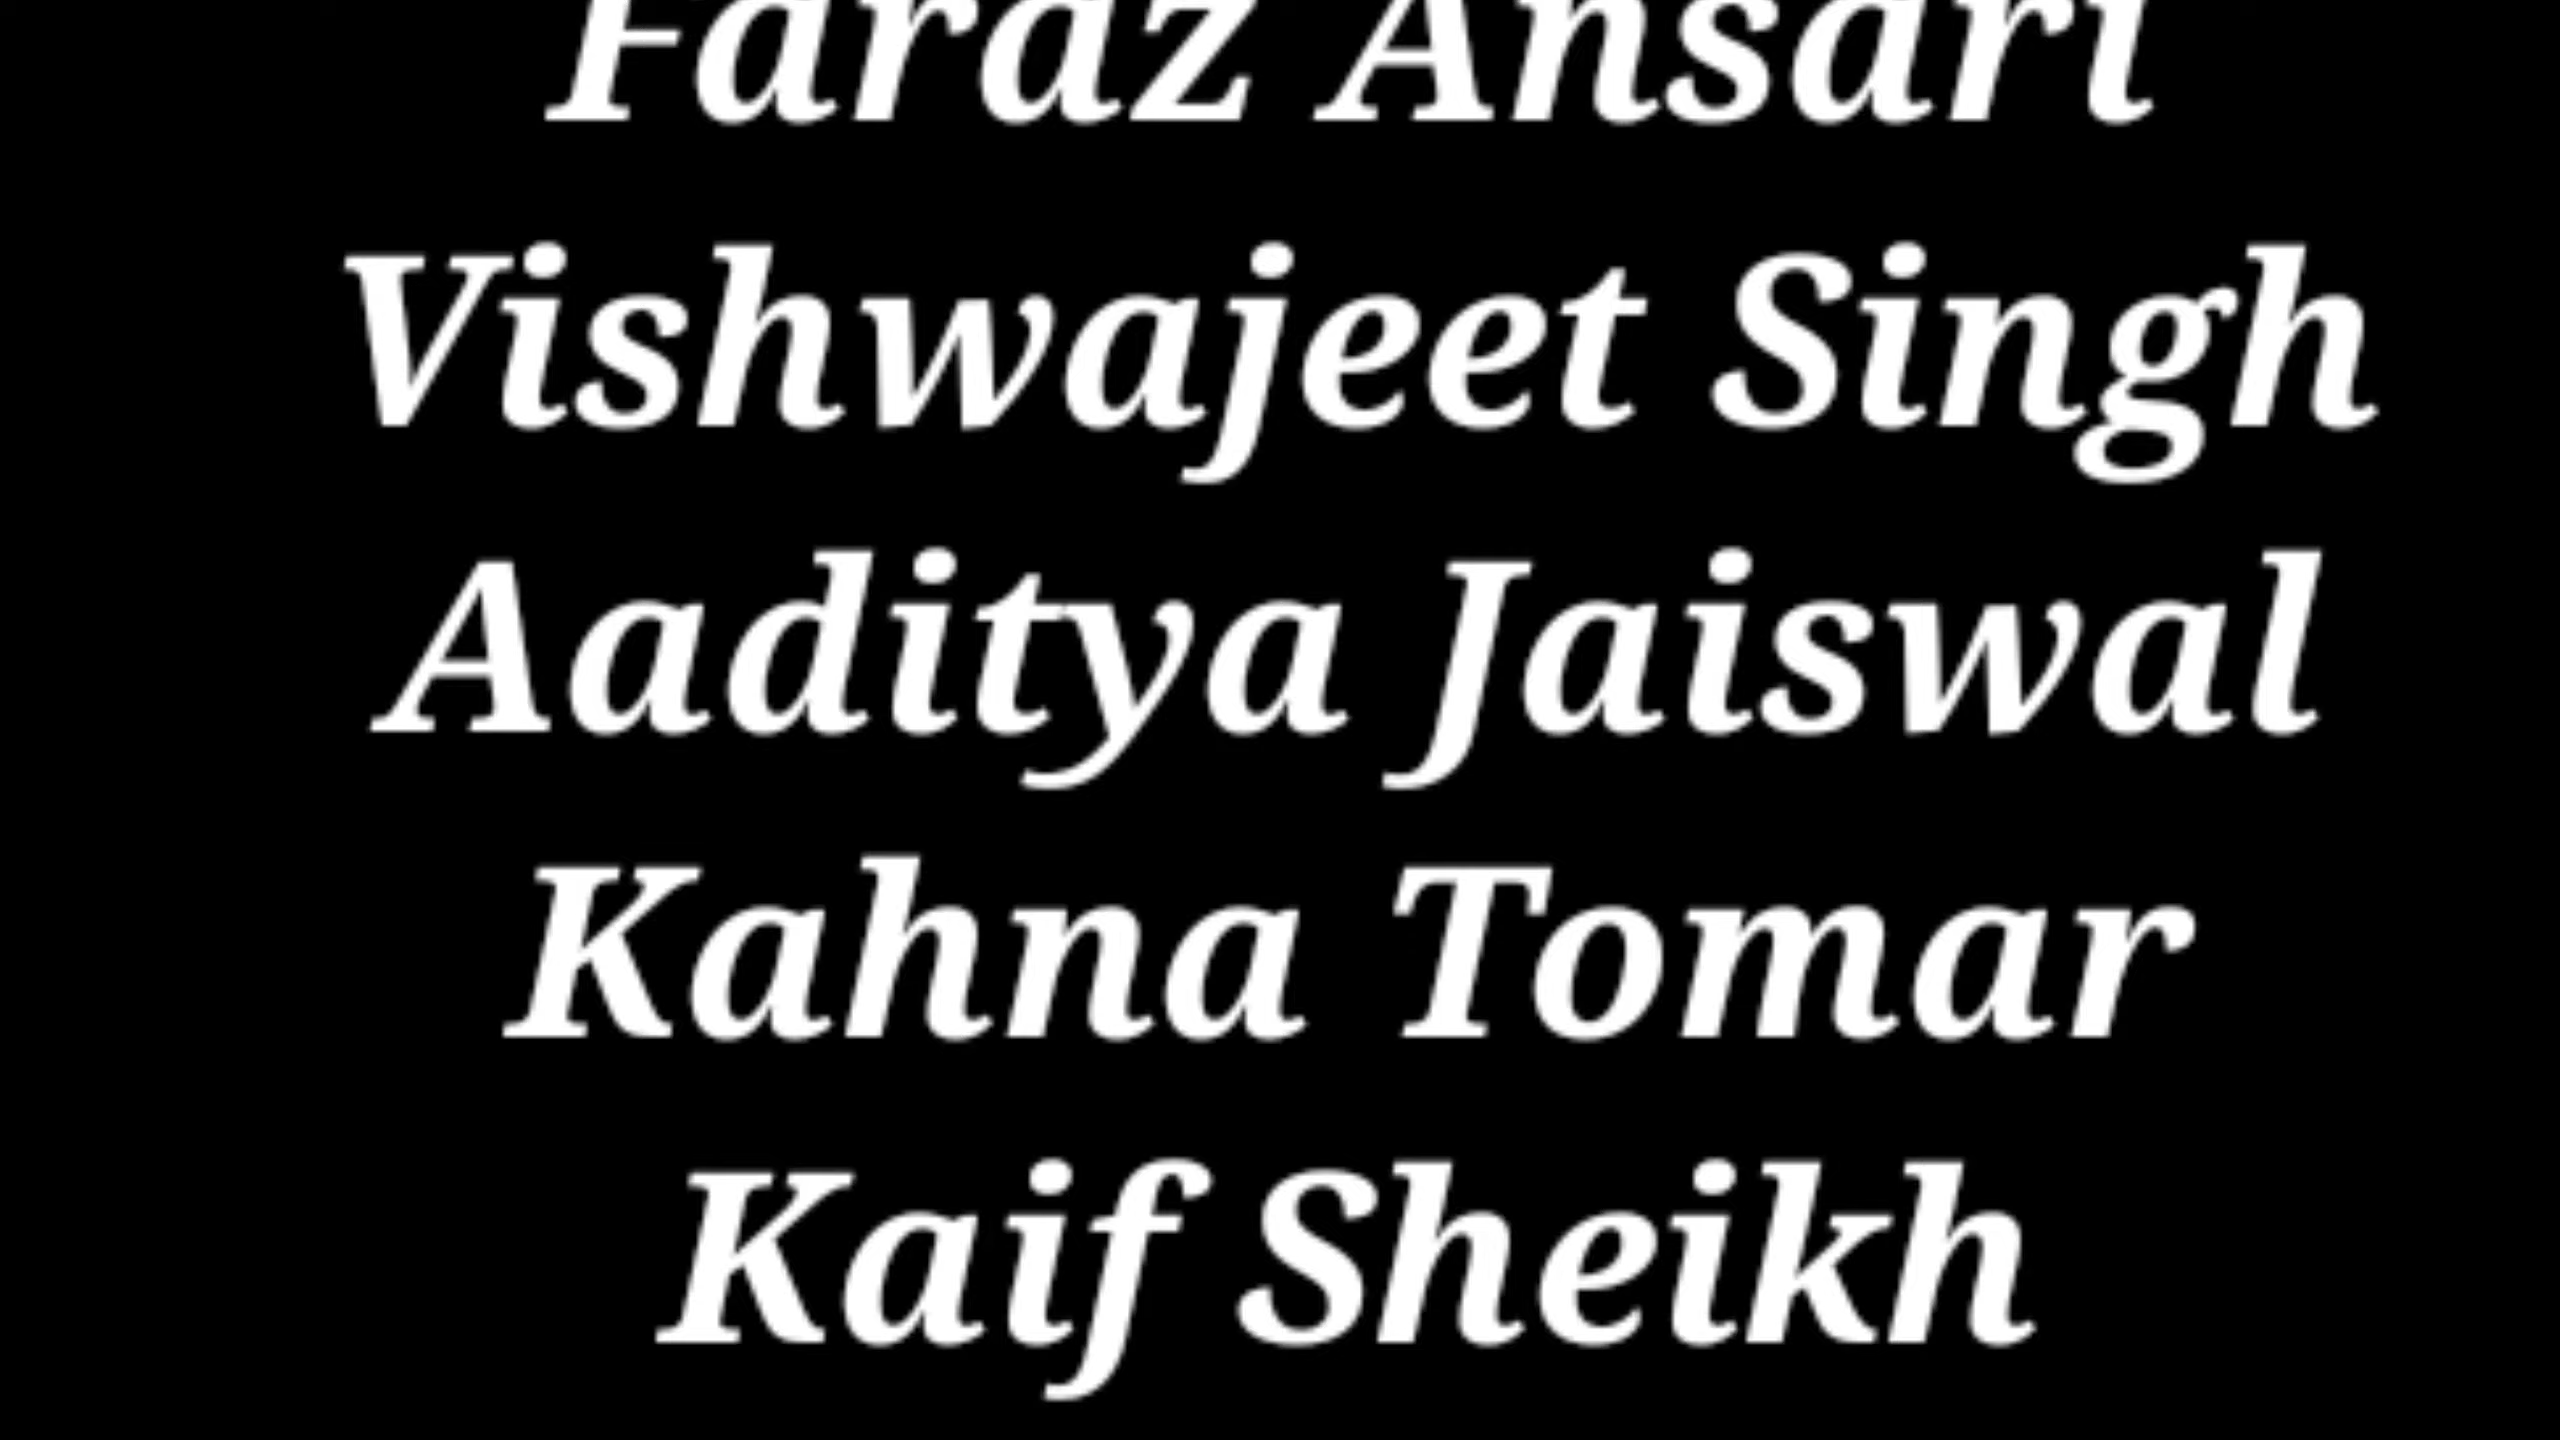 Faraz Ansari
Vishwajeet Singh
Aaditya Jaiswal
Kahna Tomar
Kaif Sheikh